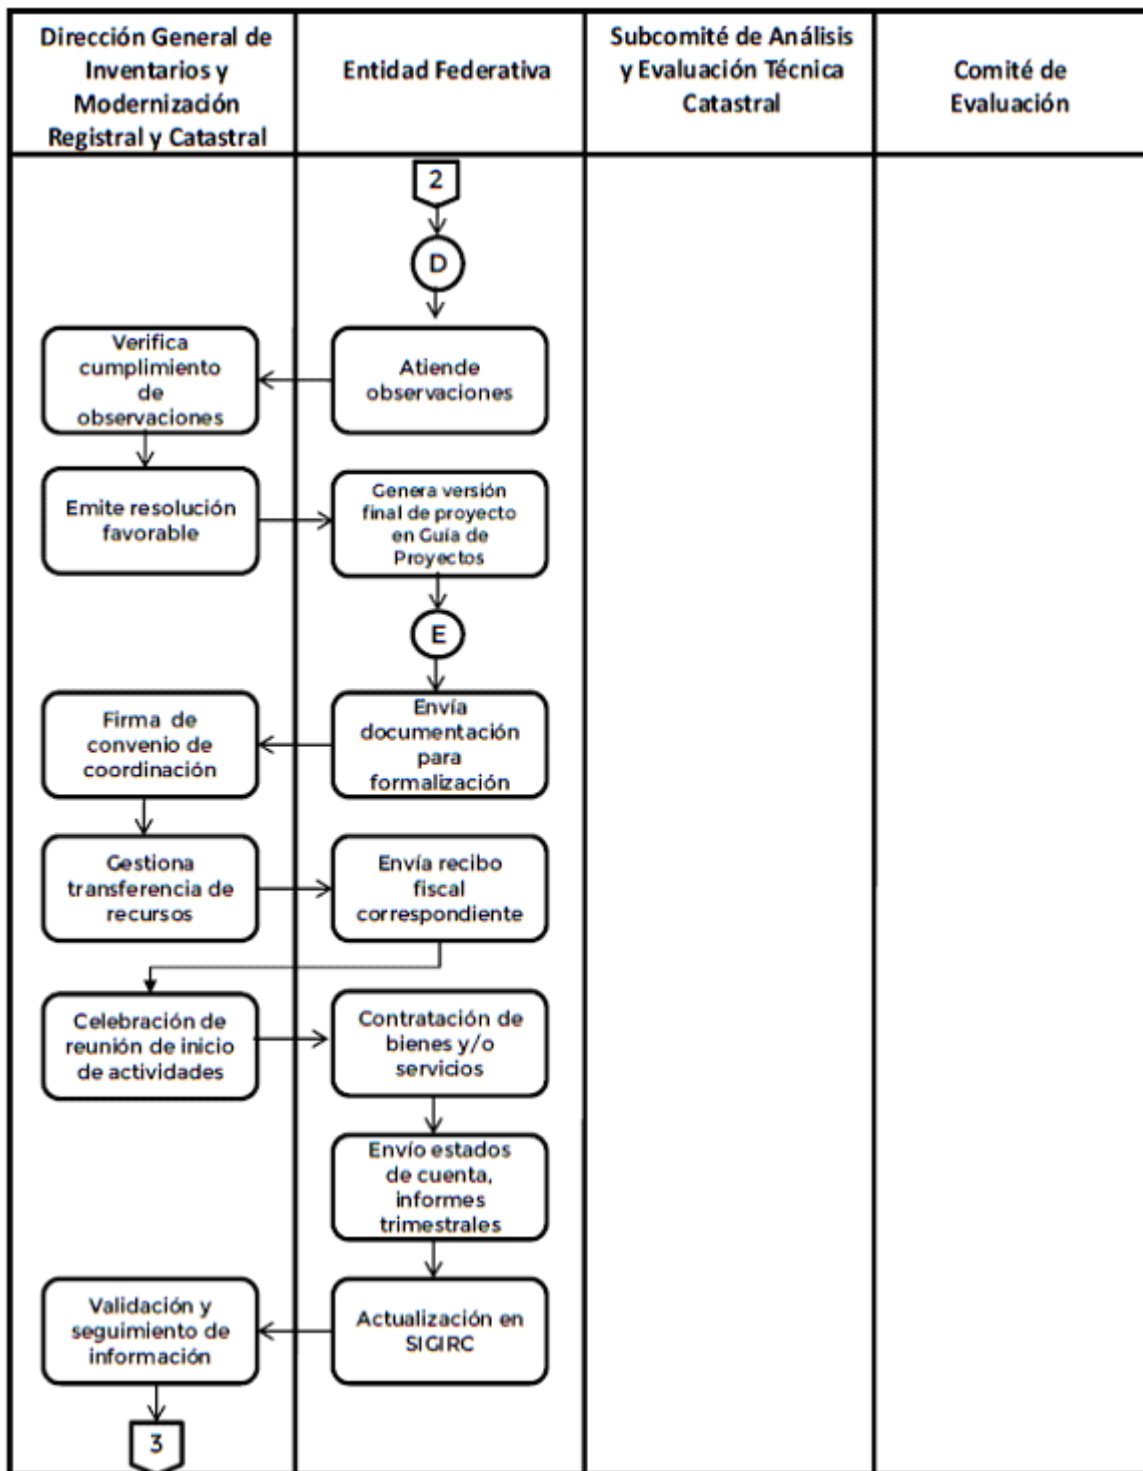 Dirección General de
Inventarios y
Modernización
Registral y Catastral
Entidad Federativa
Subcomité de Análisis
y Evaluación Técnica
Catastral
Comité de
Evaluación
2
D
Verifica
cumplimiento
de
observaciones
Atiende
observaciones
Emite resolución
favorable
Genera versión
final de proyecto
en Guía de
Proyectos
E
Firma de
convenio de
coordinación
Envía
documentación
para
formalización
Gestiona
transferencia de
recursos
Envía recibo
fiscal
correspondiente
Celebración de
reunión de inicio
de actividades
Contratación de
bienes y/o
servicios
Envío estados
de cuenta,
informes
trimestrales
Validación y
seguimiento de
información
Actualización en
SIGIRC
3